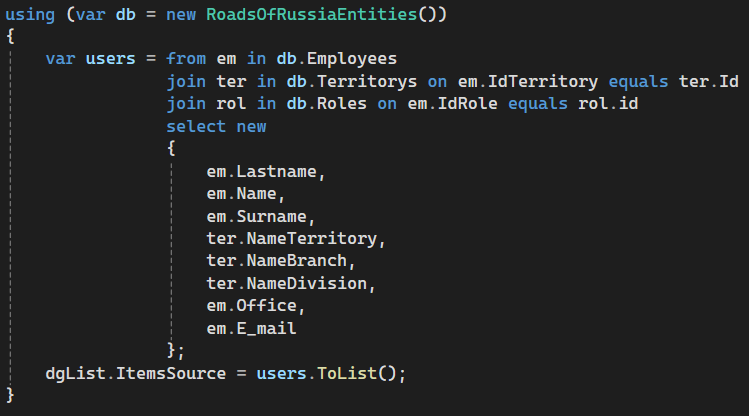 using (var db = new RoadsOfRussiaEntities())
{
    var users = from em in db.Employees
                join ter in db.Territorys on em.IdTerritory equals ter.Id
                join rol in db.Roles on em.IdRole equals rol.id
                select new
                {
                    em.Lastname,
                    em.Name,
                    em.Surname,
                    ter.NameTerritory,
                    ter.NameBranch,
                    ter.NameDivision,
                    em.Office,
                    em.E_mail
                };
    dgList.ItemsSource = users.ToList();
}